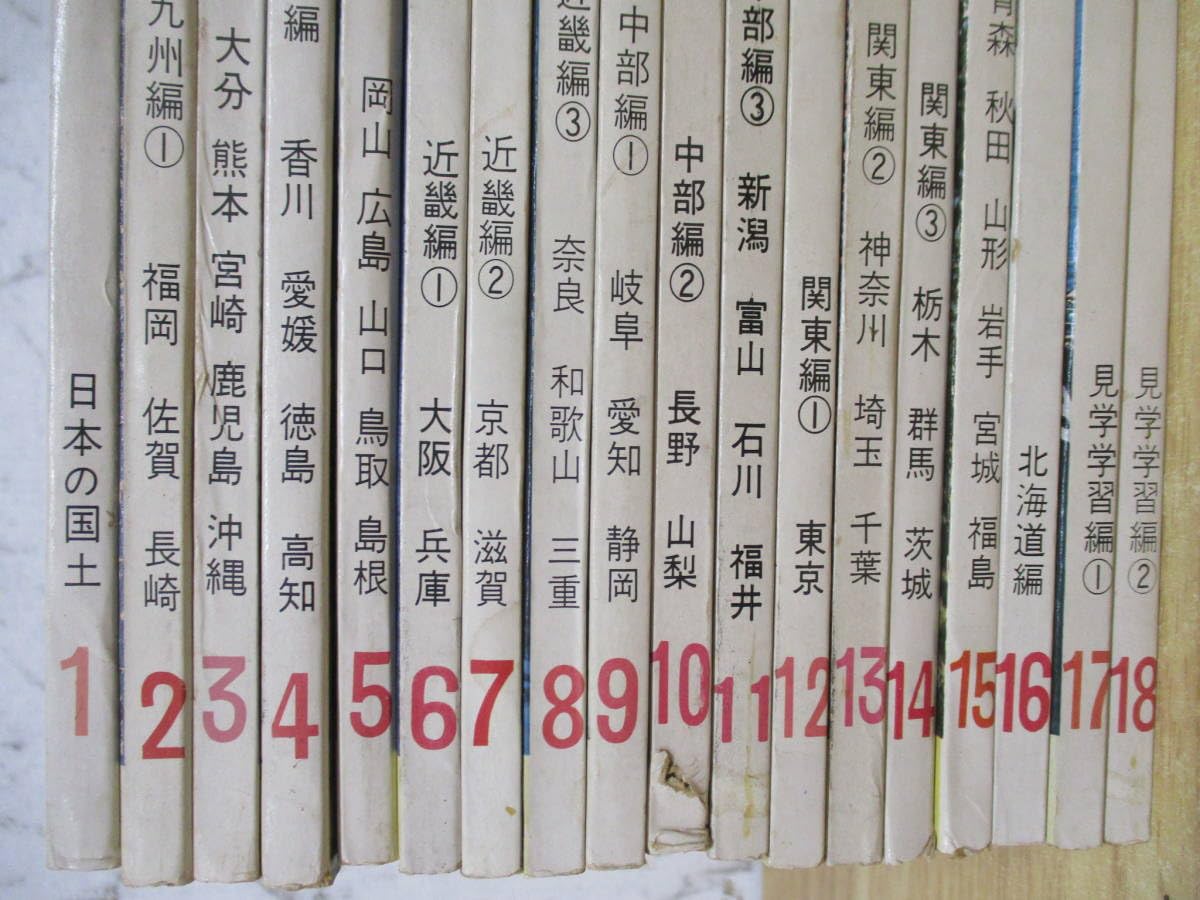 日本の国土
1
九州編① 福岡 佐賀 長崎
2
大分 熊本 宮崎 鹿児島 沖縄
3
編 香川 愛媛 徳島 高知
4
岡山 広島 山口 鳥取 島根
5
近畿編① 大阪 兵庫
6
近畿編② 京都 滋賀
7
近畿編③ 奈良 和歌山 三重
8
中部編① 岐阜 愛知 静岡
9
中部編② 長野 山梨
10
部編③ 新潟 富山 石川 福井
11
関東編① 東京
12
関東編② 神奈川 埼玉 千葉
13
関東編③ 栃木 群馬 茨城
14
青森 秋田 山形 岩手 宮城 福島
15
北海道編
16
見学学習編①
17
見学学習編②
18